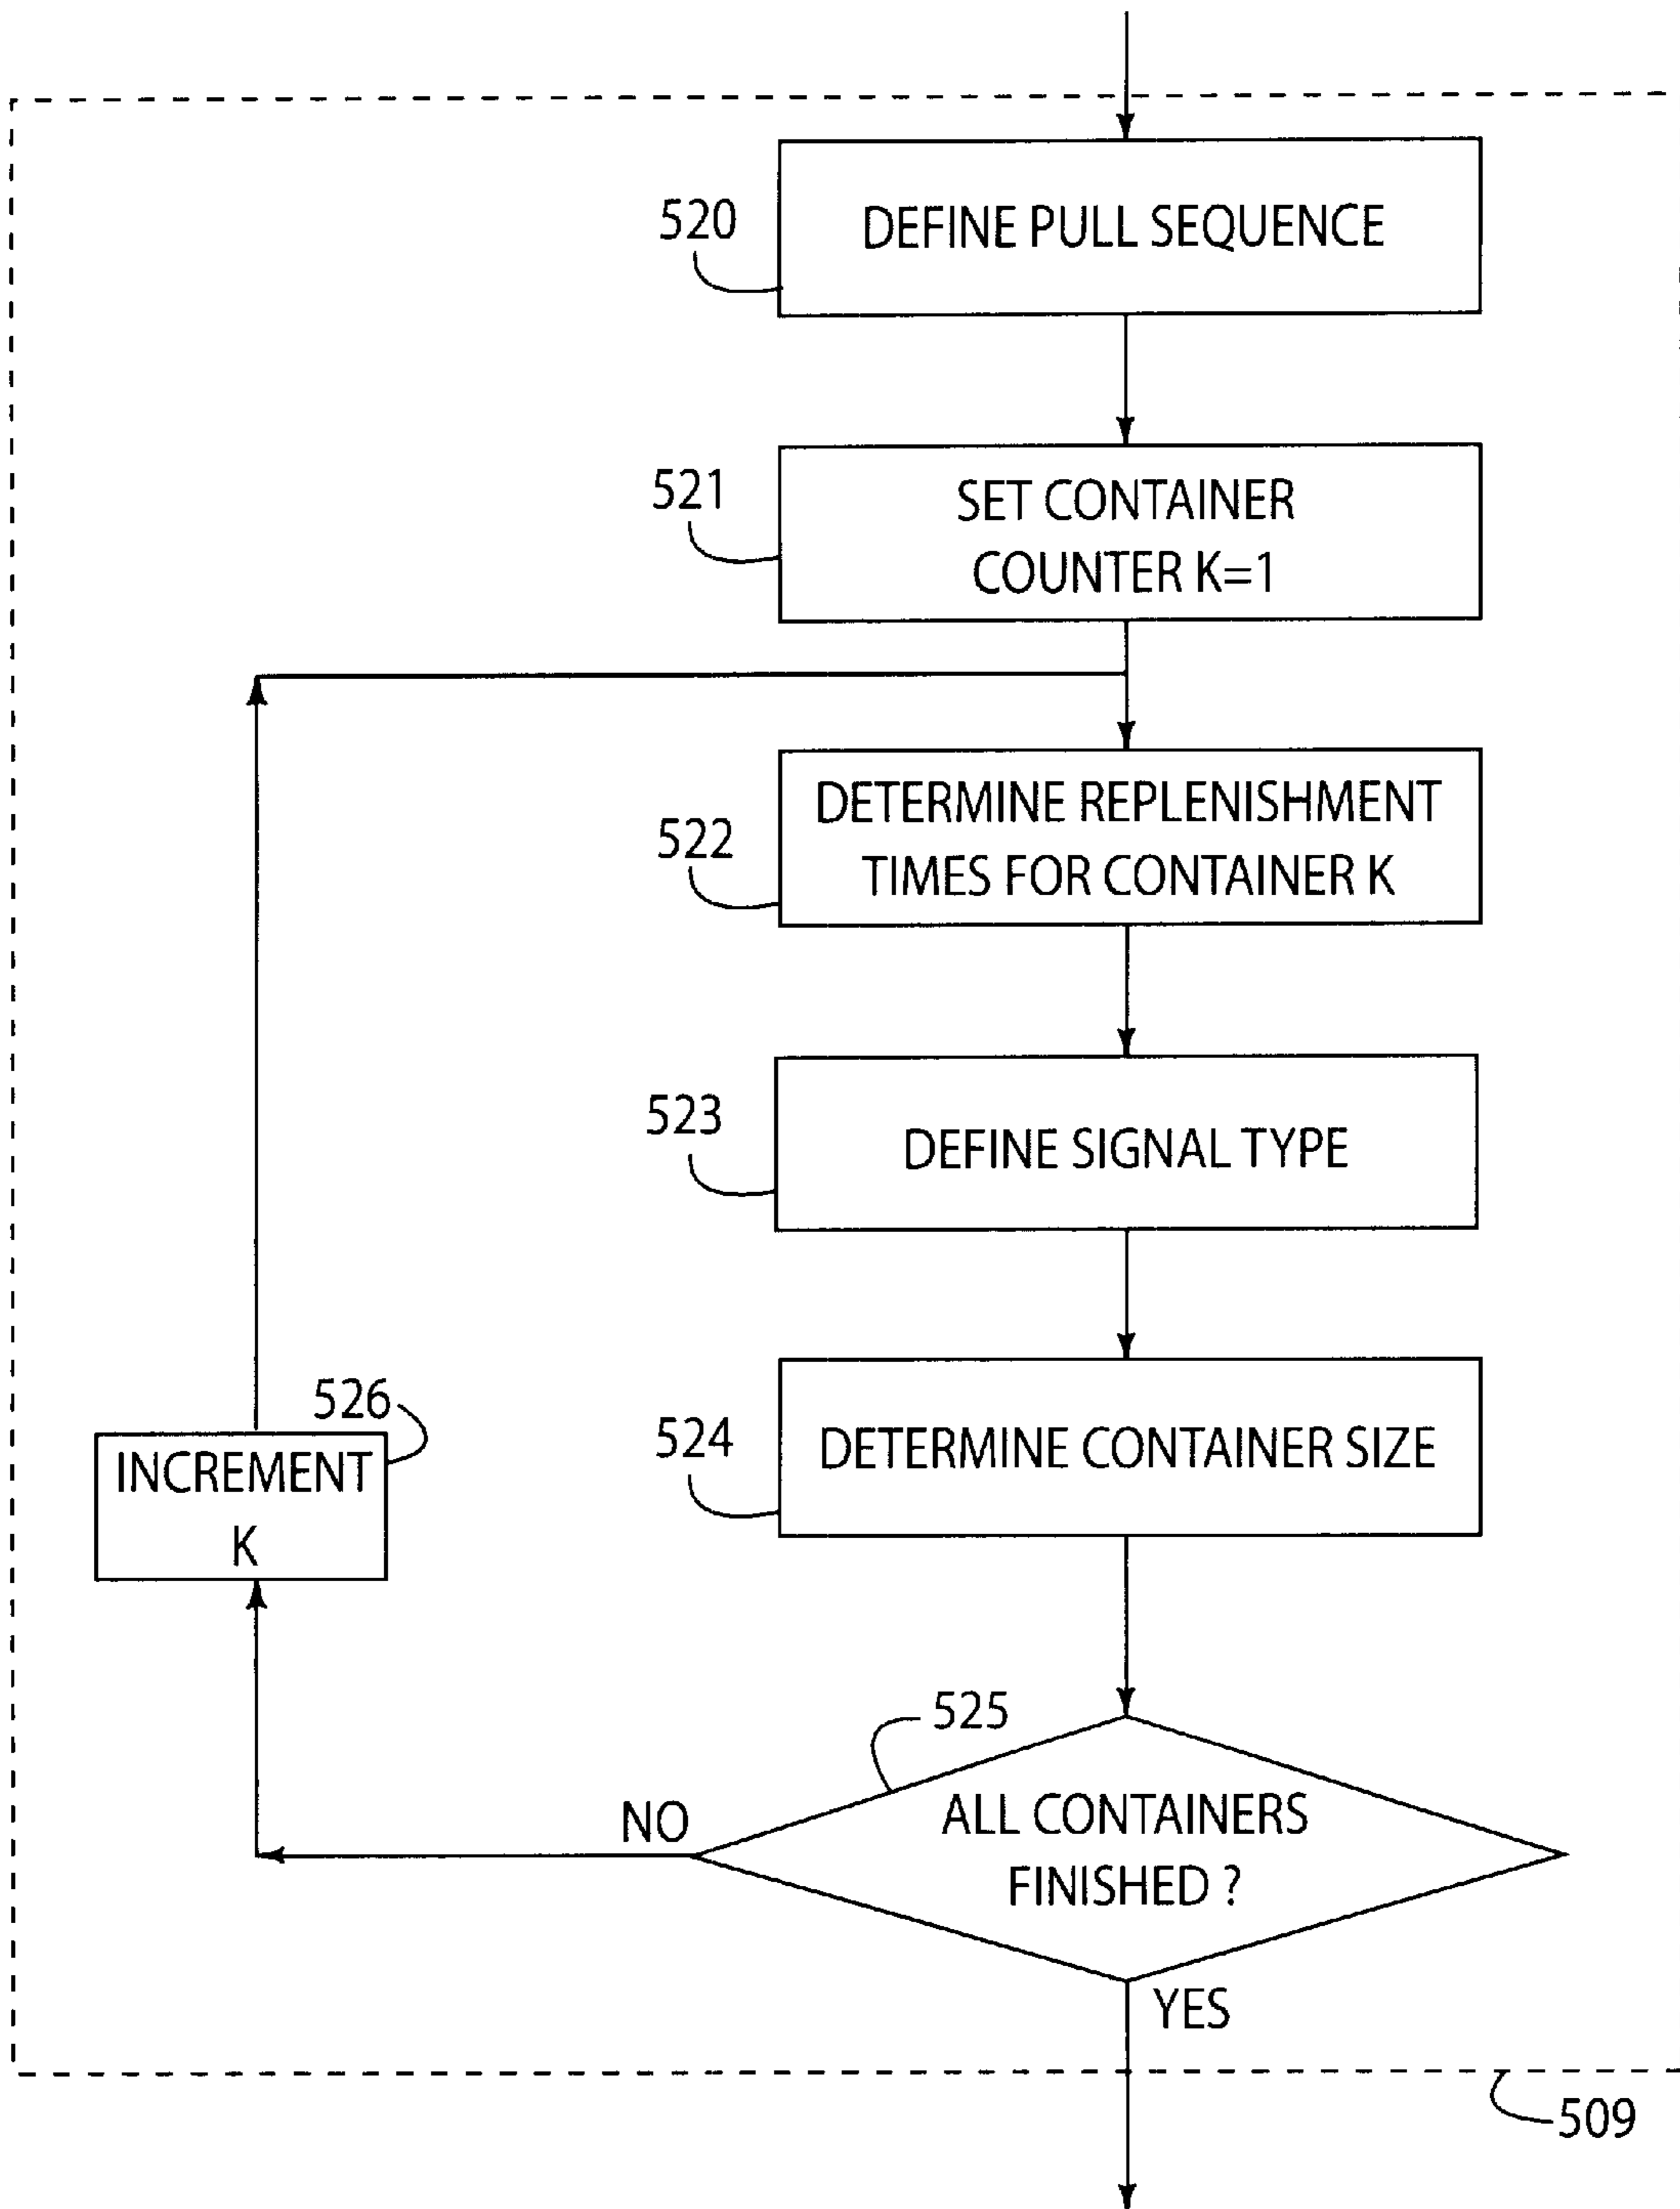 520
DEFINE PULL SEQUENCE
521
SET CONTAINER
COUNTER K=1
522
DETERMINE REPLENISHMENT
TIMES FOR CONTAINER K
523
DEFINE SIGNAL TYPE
524
DETERMINE CONTAINER SIZE
526
INCREMENT
K
525
ALL CONTAINERS
FINISHED ?
NO
YES
509